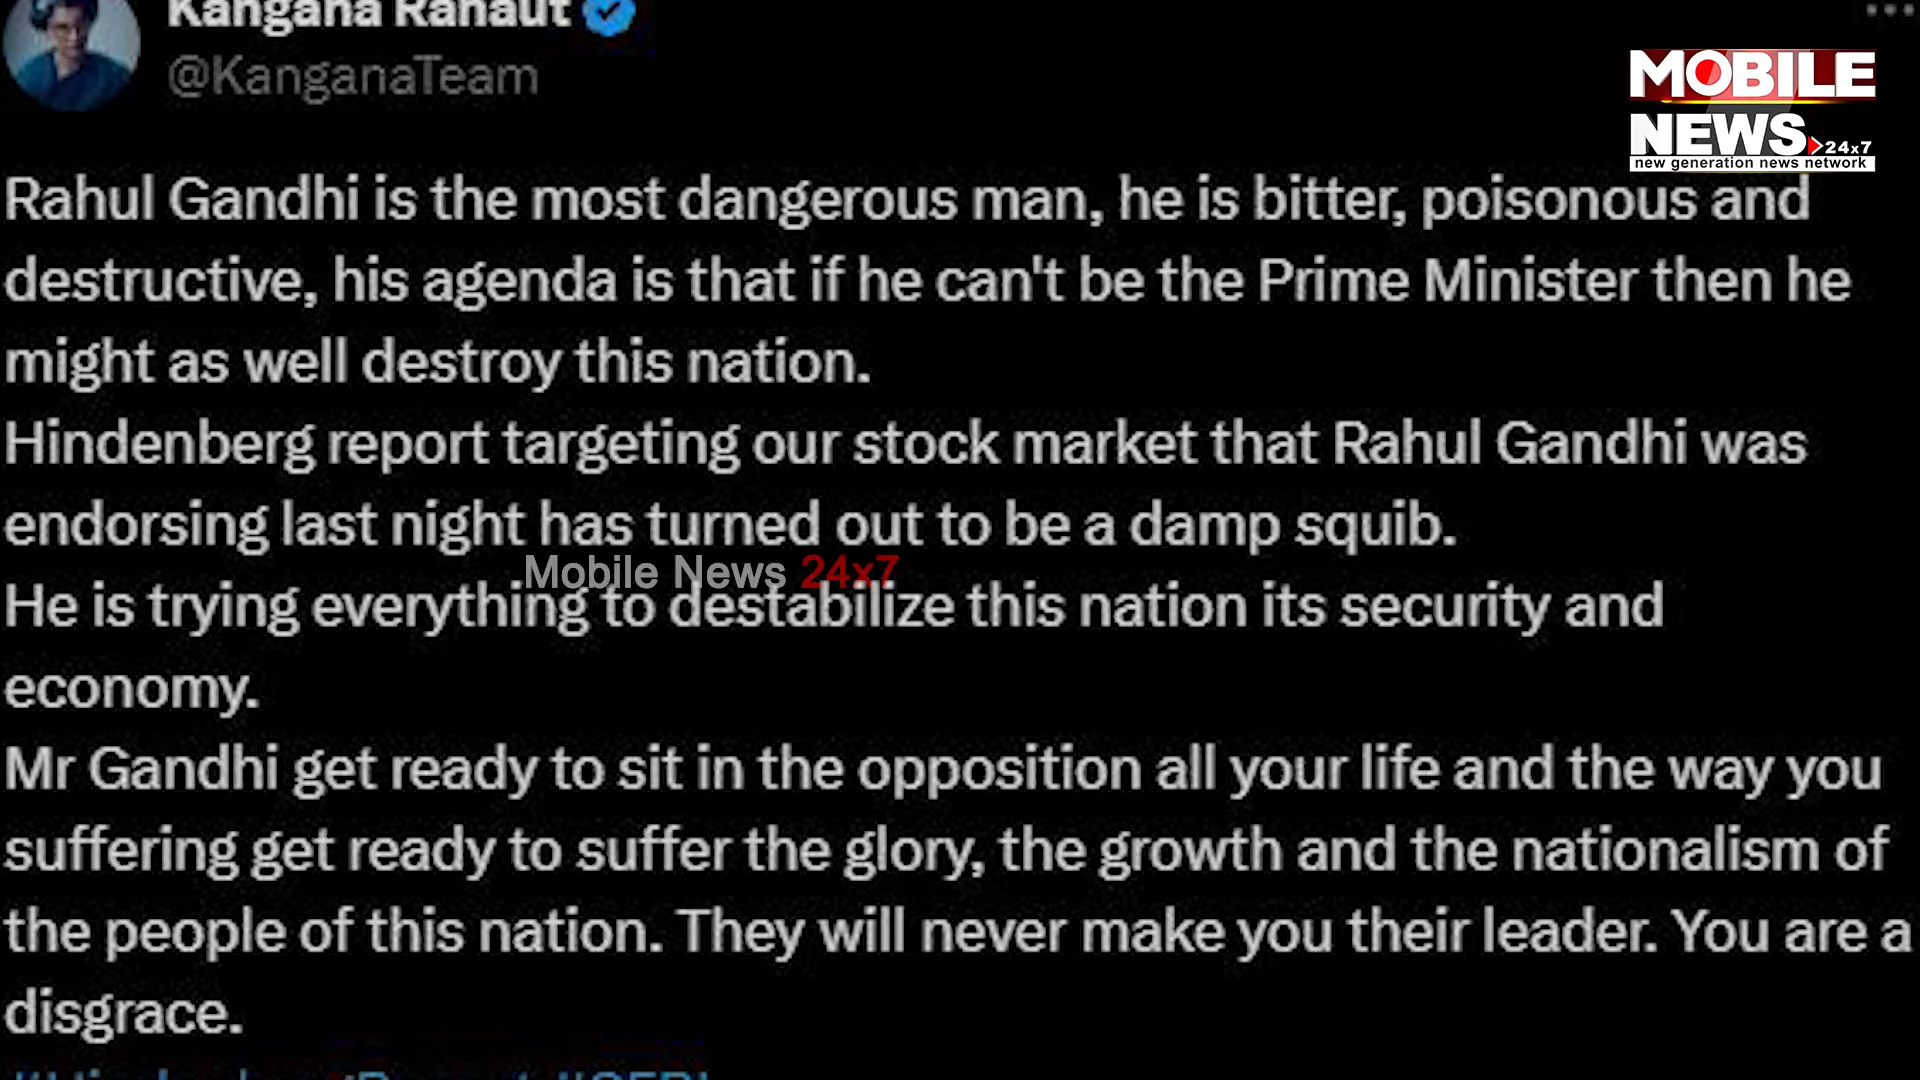 Kangana Ranaut
@KanganaTeam
MOBILE
NEWS 24x7
new generation news network
Rahul Gandhi is the most dangerous man, he is bitter, poisonous and
destructive, his agenda is that if he can't be the Prime Minister then he
might as well destroy this nation.
Hindenberg report targeting our stock market that Rahul Gandhi was
endorsing last night has turned out to be a damp squib.
Mobile News 24x7
He is trying everything to destabilize this nation its security and
economy.
Mr Gandhi get ready to sit in the opposition all your life and the way you
suffering get ready to suffer the glory, the growth and the nationalism of
the people of this nation. They will never make you their leader. You are a
disgrace.